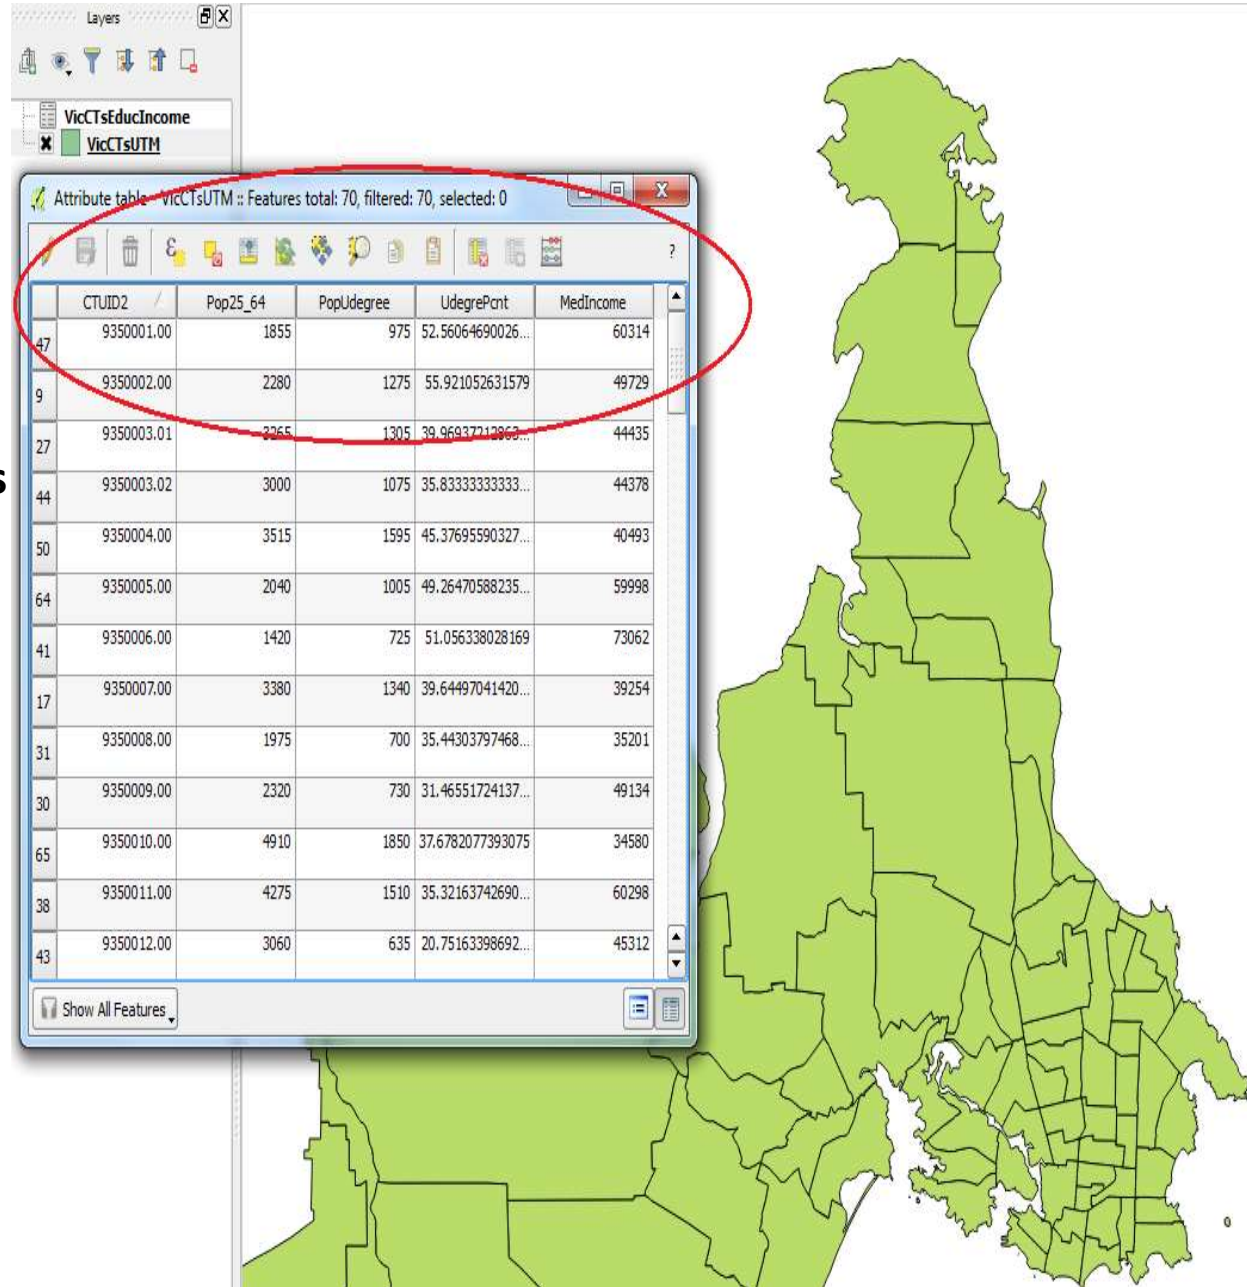 Layers
VicCTsEducIncome
VicCTsUTM
Attribute table - VicCTsUTM :: Features total: 70, filtered: 70, selected: 0
?
CTUID2 Pop25_64 PopUdegree UdegrePcnt MedIncome
47 9350001.00 1855 975 52.56064690026... 60314
9 9350002.00 2280 1275 55.921052631579 49729
27 9350003.01 3265 1305 39.96937212863... 44435
s
44 9350003.02 3000 1075 35.83333333333... 44378
50 9350004.00 3515 1595 45.37695590327... 40493
64 9350005.00 2040 1005 49.26470588235... 59998
41 9350006.00 1420 725 51.056338028169 73062
17 9350007.00 3380 1340 39.64497041420... 39254
31 9350008.00 1975 700 35.44303797468... 35201
30 9350009.00 2320 730 31.46551724137... 49134
65 9350010.00 4910 1850 37.6782077393075 34580
38 9350011.00 4275 1510 35.32163742690... 60298
43 9350012.00 3060 635 20.75163398692... 45312
Show All Features